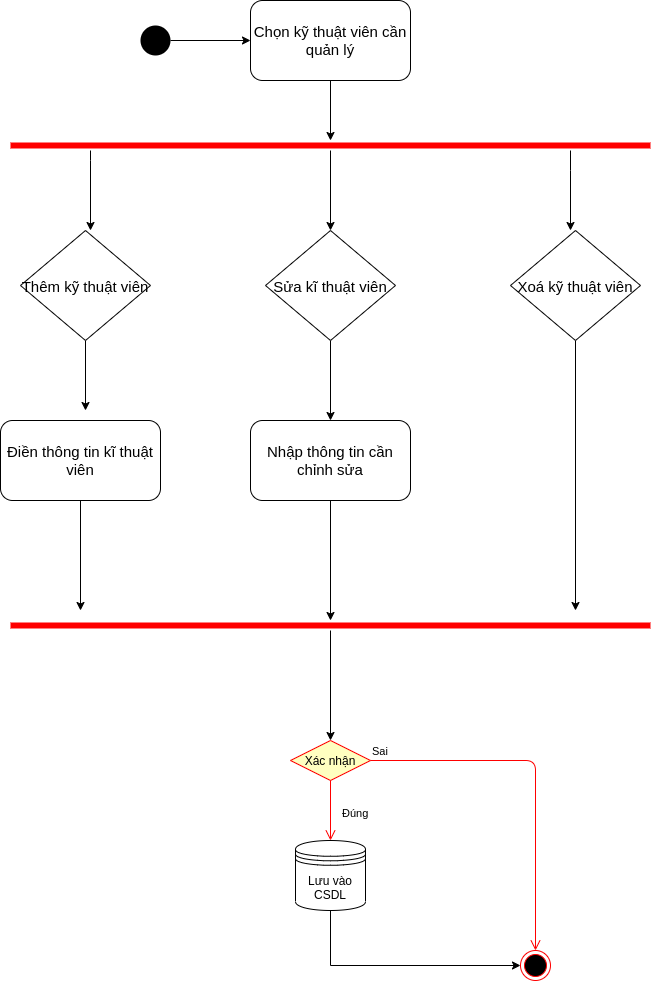 Chọn kỹ thuật viên cần
quản lý
Thêm kỹ thuật viên
Sửa kĩ thuật viên
Xoá kỹ thuật viên
Điền thông tin kĩ thuật
viên
Nhập thông tin cần
chỉnh sửa
Xác nhận
Sai
Đúng
Lưu vào
CSDL